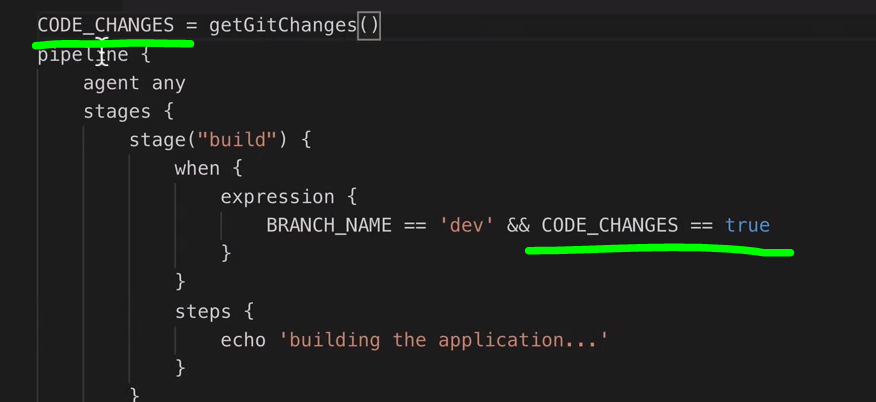 CODE_CHANGES = getGitChanges()
pipeline {
agent any
stages {
stage("build") {
when {
expression {
BRANCH_NAME == 'dev' && CODE_CHANGES == true
}
}
steps {
echo 'building the application...'
}
}